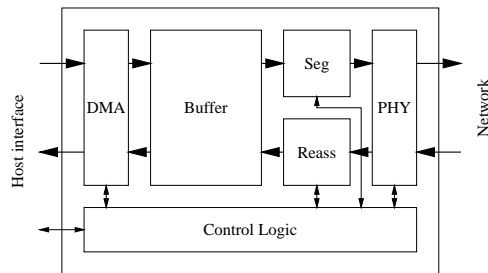 Host interface
DMA
Buffer
Seg
Reass
PHY
Network
Control Logic